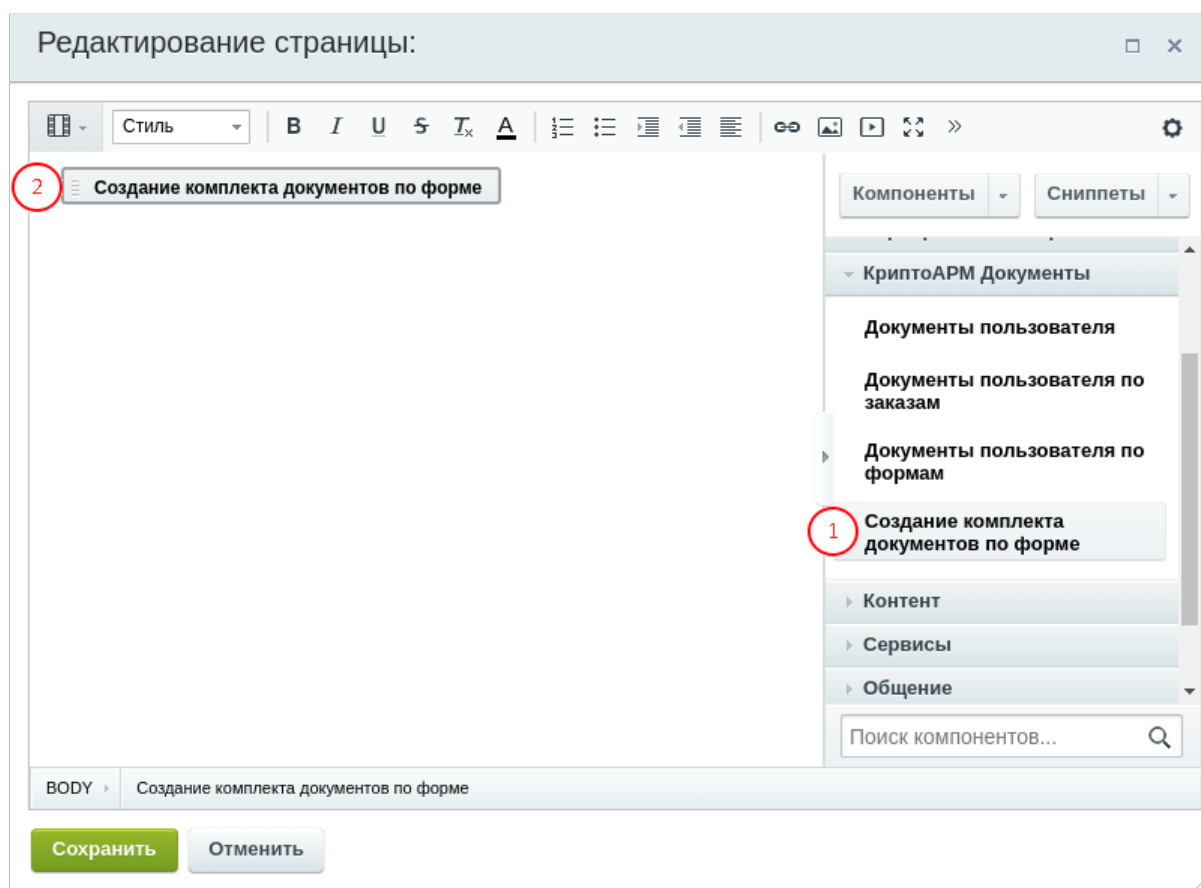 Редактирование страницы:
Стиль
B I U S Tx A
2
Создание комплекта документов по форме
Компоненты
Сниппеты
КриптоАРМ Документы
Документы пользователя
Документы пользователя по
заказам
Документы пользователя по
формам
1
Создание комплекта
документов по форме
Контент
Сервисы
Общение
Поиск компонентов...
BODY
Создание комплекта документов по форме
Сохранить
Отменить